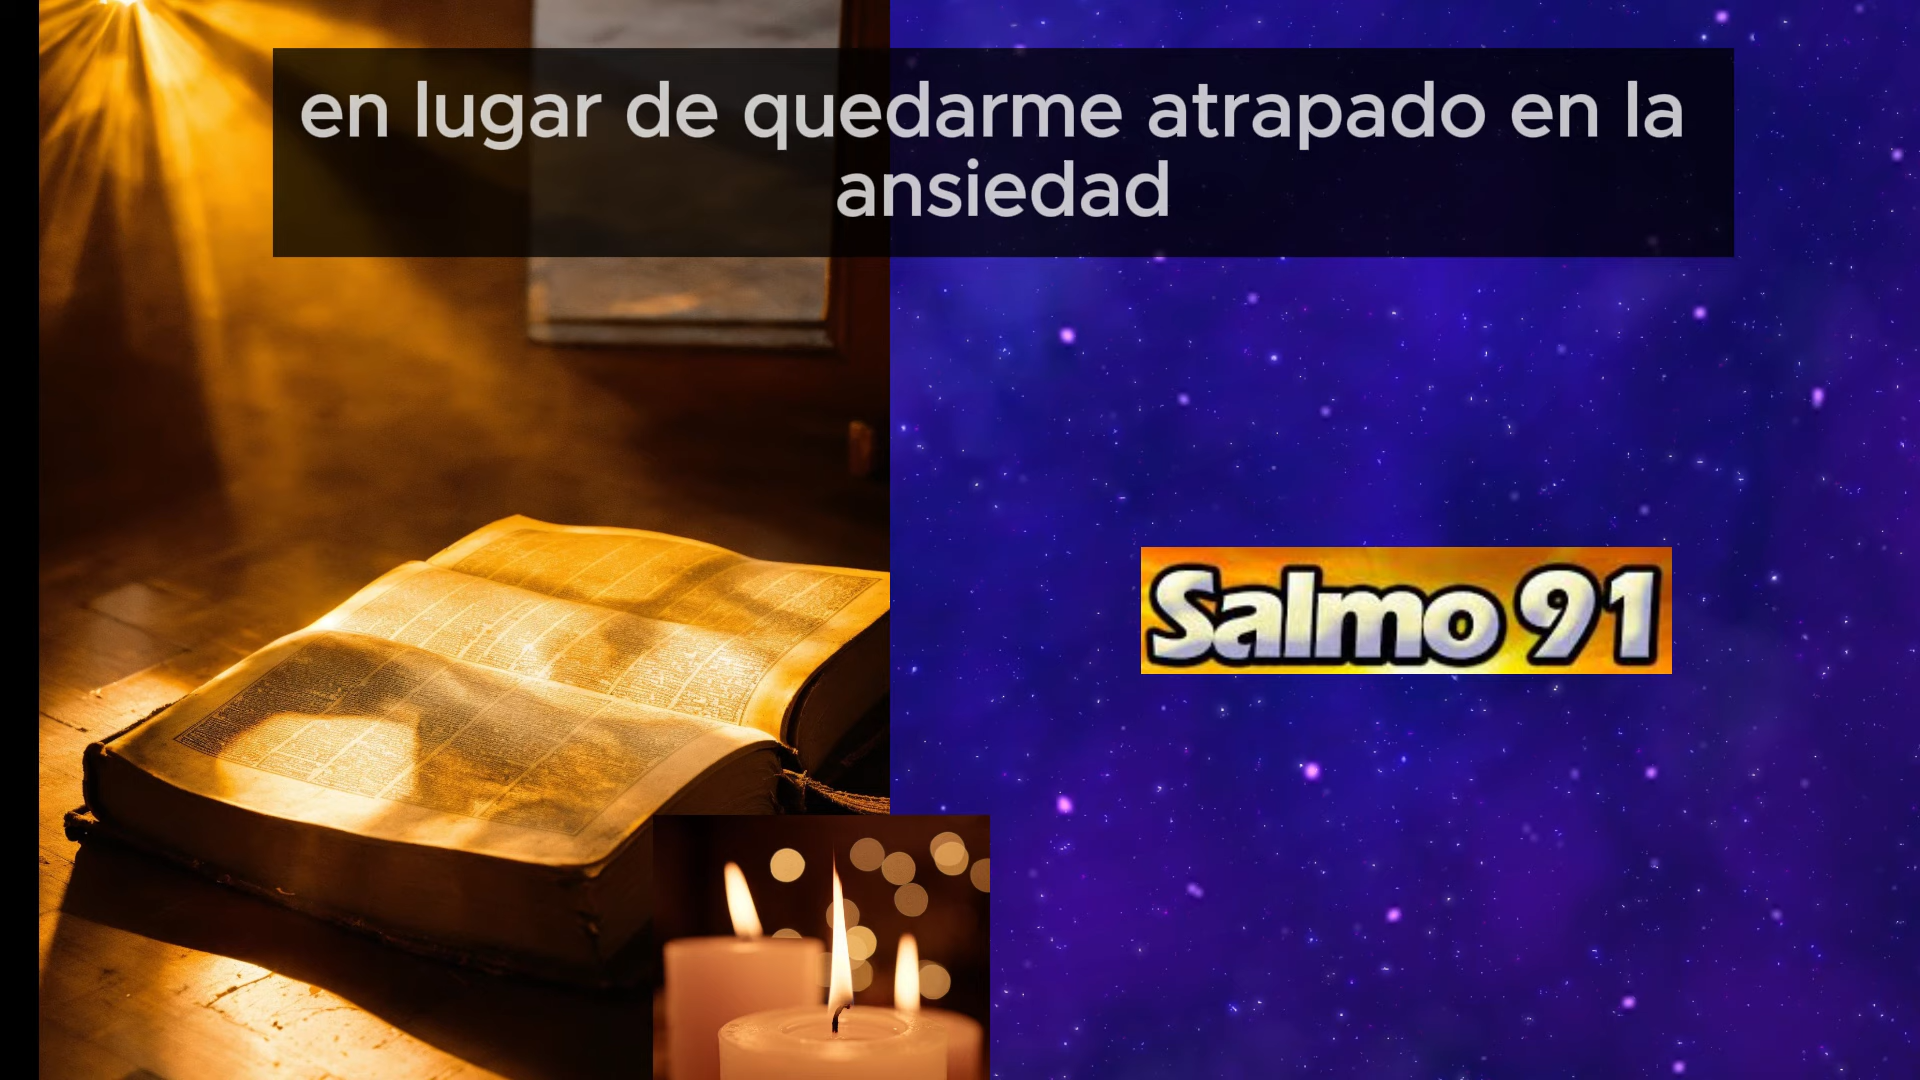 en lugar de quedarme atrapado en la
ansiedad
Salmo 91